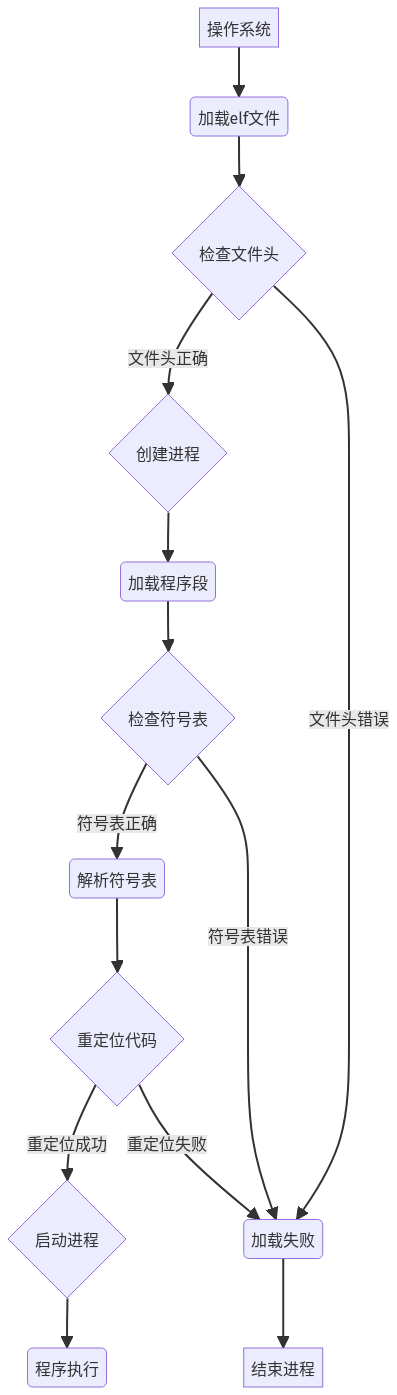 操作系统
加载elf文件
检查文件头
文件头正确
创建进程
加载程序段
检查符号表
文件头错误
符号表正确
解析符号表
符号表错误
重定位代码
重定位成功
重定位失败
启动进程
加载失败
程序执行
结束进程